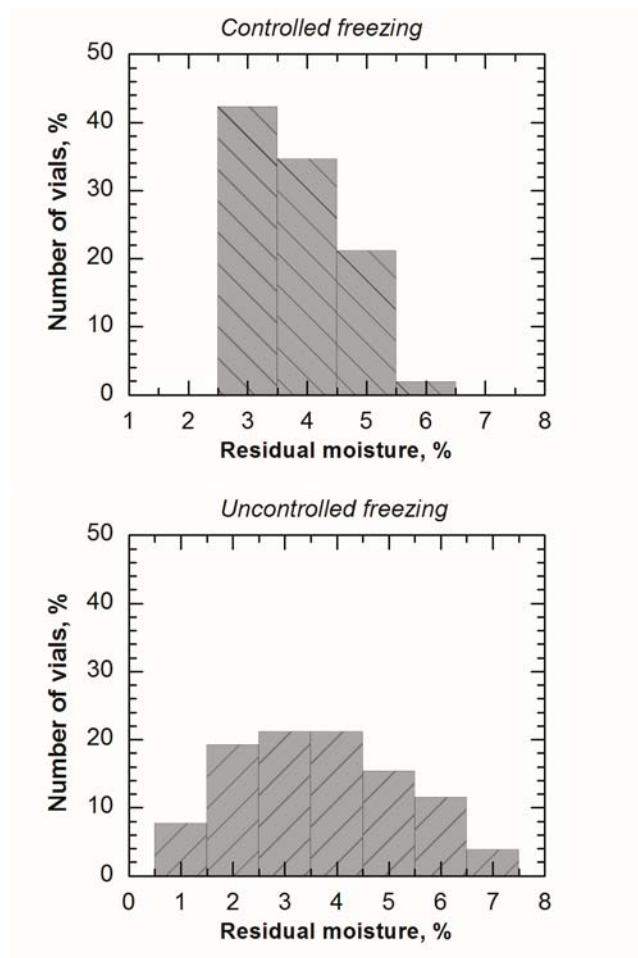 Controlled freezing
50
40
30
20
10
0
Number of vials, %
1 2 3 4 5 6 7 8
Residual moisture, %
Uncontrolled freezing
50
40
30
20
10
0
Number of vials, %
0 1 2 3 4 5 6 7 8
Residual moisture, %